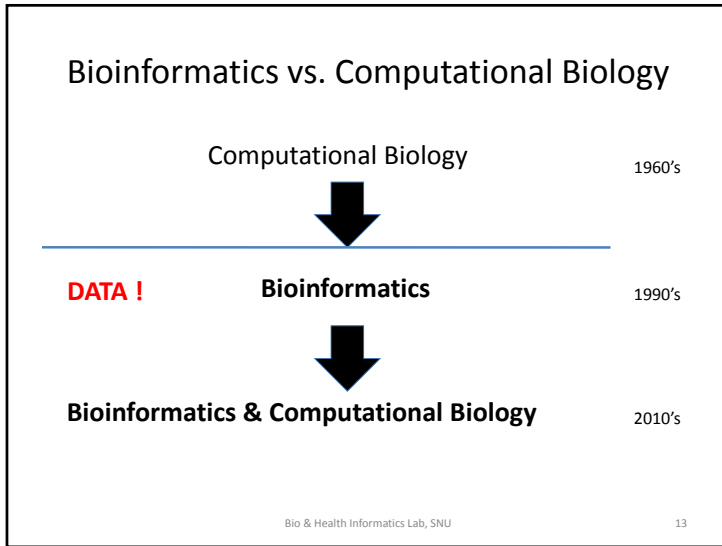 Bioinformatics vs. Computational Biology
Computational Biology
1960’s
DATA !
Bioinformatics
1990’s
Bioinformatics & Computational Biology
2010’s
Bio & Health Informatics Lab, SNU
13